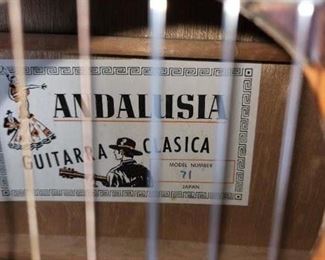 ANDALUSIA
GUITARRA CLASICA
MODEL NUMBER
71
JAPAN